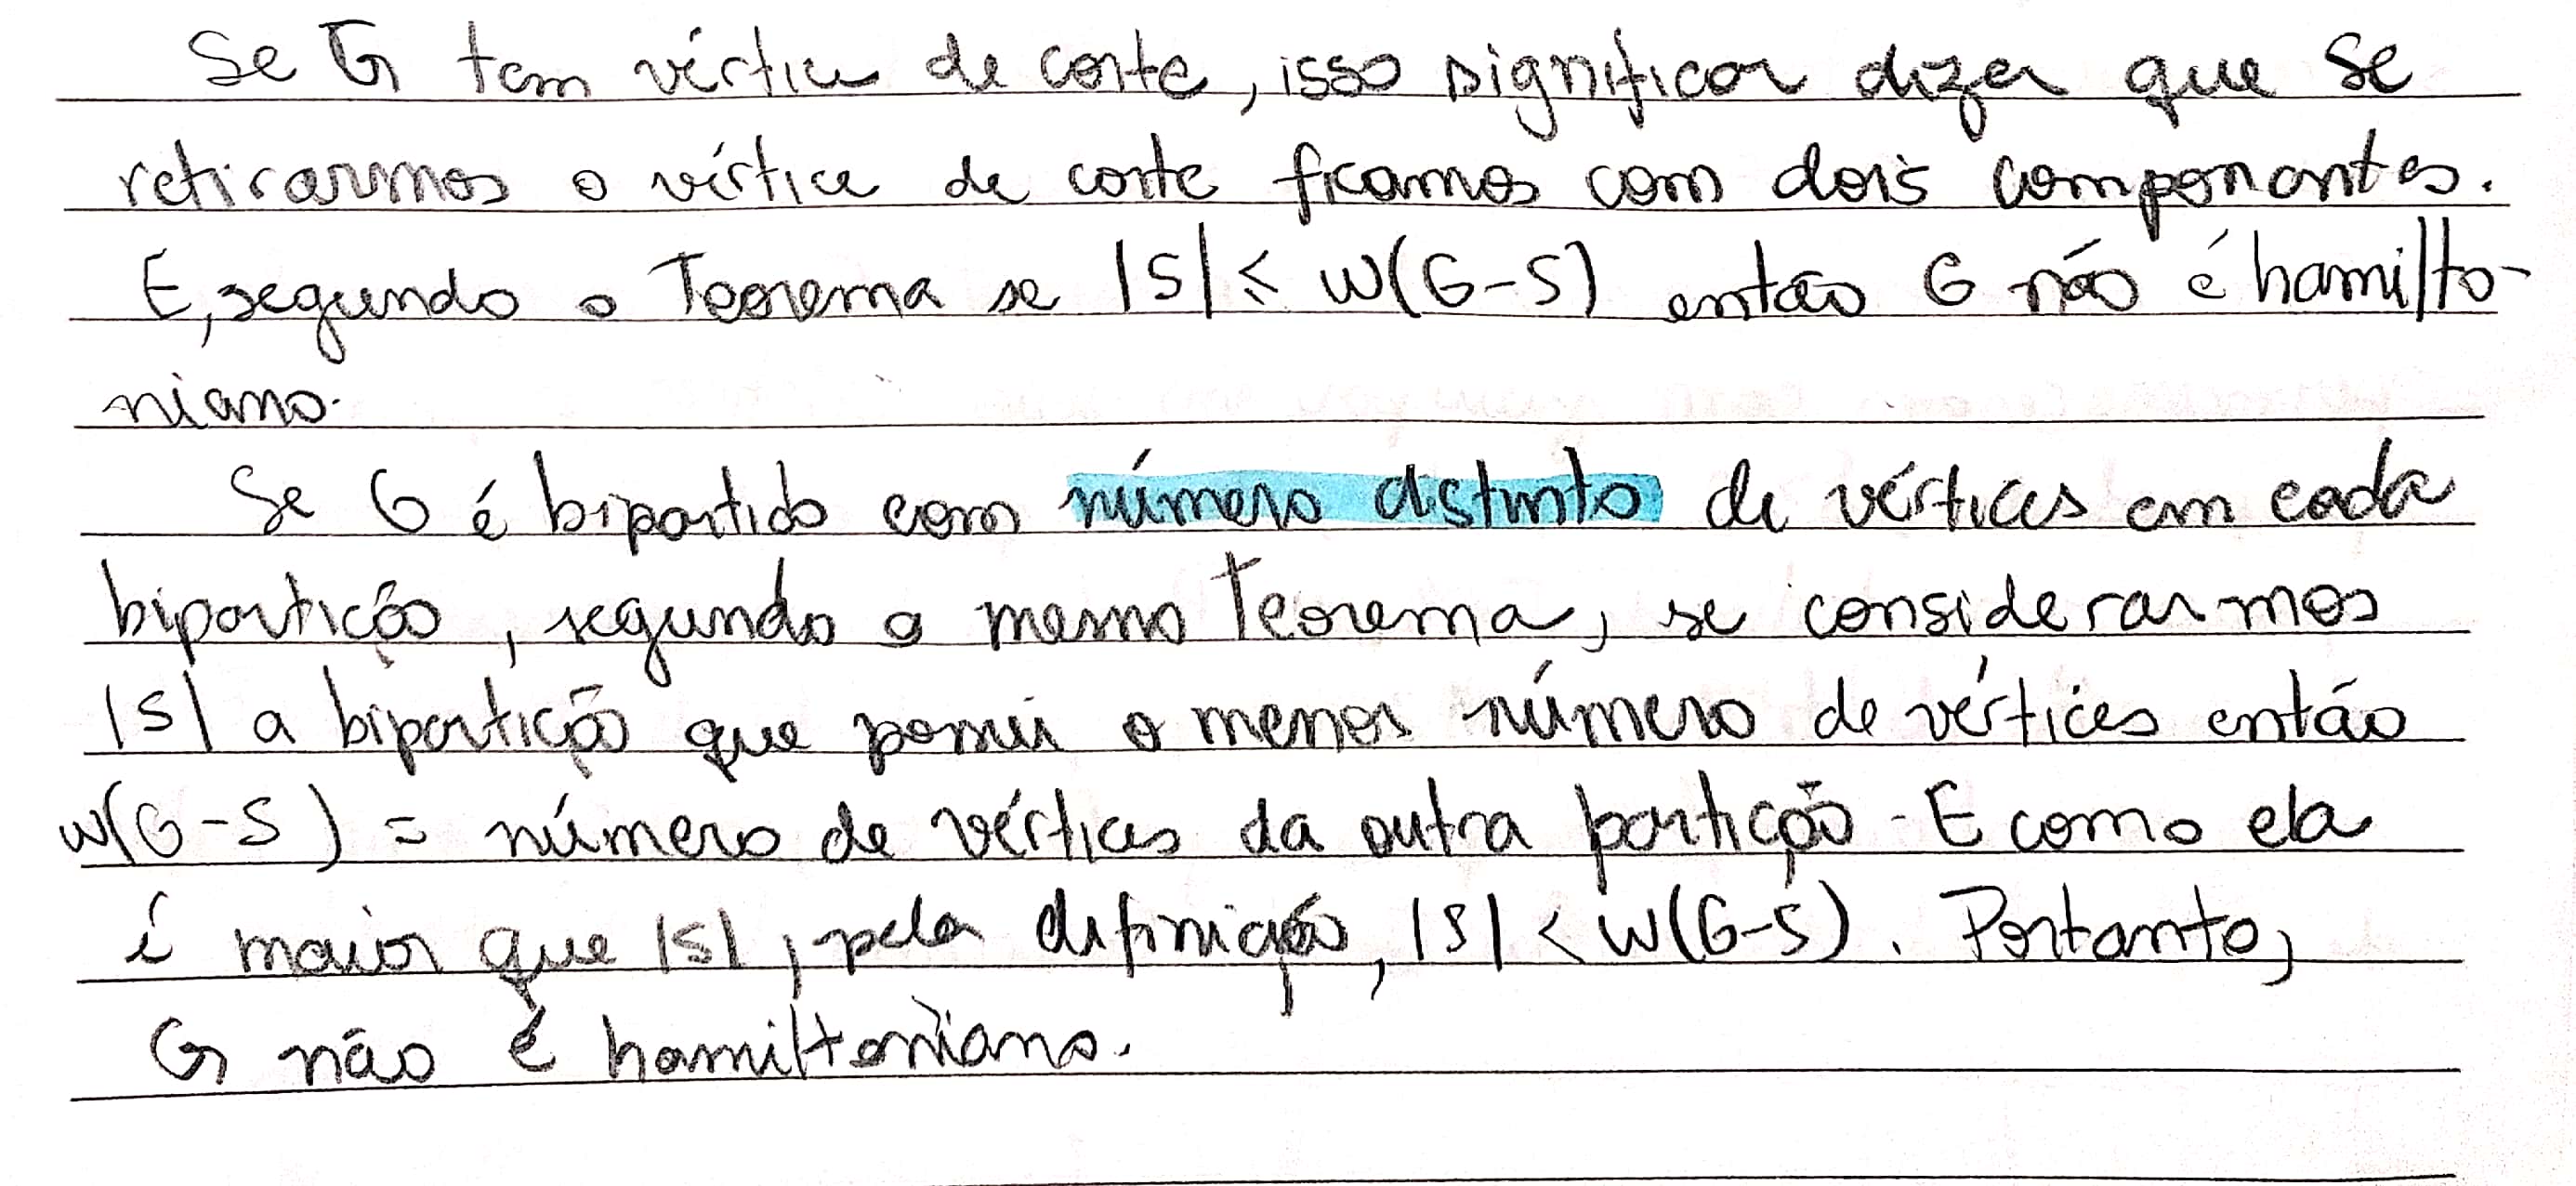 Se G tem vértice de corte, isso significa dizer que se
retirarmos o vértice de corte ficamos com dois componentes.
E, segundo o Teorema se |S| ≤ w(G-S) então G não é hamilto-
niano.
Se G é bipartido com número distinto de vértices em cada
bipartição, segundo o mesmo Teorema, se considerarmos
|S| a bipartição que possui o menor número de vértices então
w(G-S) = número de vértices da outra partição. E como ela
é maior que |S|, pela definição, |S| < w(G-S). Portanto,
G não é hamiltoniano.